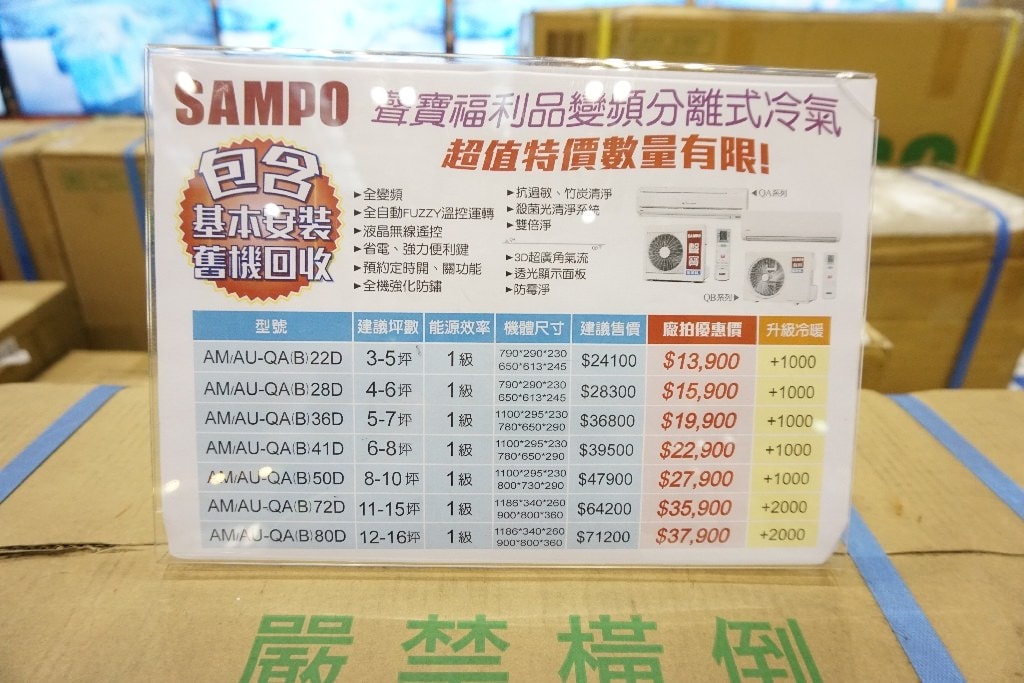 SAMPO 聲寶福利品變頻分離式冷氣
超值特價數量有限!
包含
基本安裝
舊機回收
▸全變頻
▸全自動FUZZY溫控運轉
▸液晶無線遙控
▸省電、強力便利鍵
▸預約定時開、關功能
▸全機強化防鏽
▸抗過敏、竹炭清淨
▸殺菌光清淨系統
▸雙倍淨
▸3D超廣角氣流
▸透光顯示面板
▸防霉淨
◀QA系列
SAMPO
聲寶
QB系列▶
型號 建議坪數 能源效率 機體尺寸 建議售價 廠拍優惠價 升級冷暖
AM/AU-QA(B)22D 3-5坪 1級 790*290*230 650*613*245 $24100 $13,900 +1000
AM/AU-QA(B)28D 4-6坪 1級 790*290*230 650*613*245 $28300 $15,900 +1000
AM/AU-QA(B)36D 5-7坪 1級 1100*295*230 780*650*290 $36800 $19,900 +1000
AM/AU-QA(B)41D 6-8坪 1級 1100*295*230 780*650*290 $39500 $22,900 +1000
AM/AU-QA(B)50D 8-10坪 1級 1100*295*230 800*730*290 $47900 $27,900 +1000
AM/AU-QA(B)72D 11-15坪 1級 1186*340*260 900*800*360 $64200 $35,900 +2000
AM/AU-QA(B)80D 12-16坪 1級 1186*340*260 900*800*360 $71200 $37,900 +2000
嚴禁橫倒